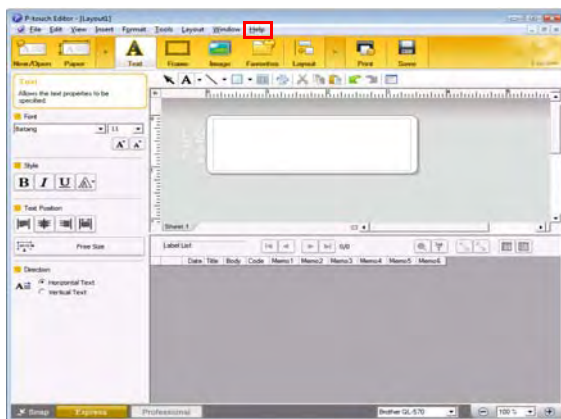 P-touch Editor - [Layout1]
File Edit View Insert Format Tools Layout Window Help
New/Open Paper Text Frame Image Favorites Layout Print Save
Text
Allows the text properties to be
specified.
Font
Batang 11
A A
Style
B I U A
Text Position
Free Size
Direction
A Horizontal Text
Vertical Text
A
Sheet 1
Label List 0/0
Date Title Body Code Memo1 Memo2 Memo3 Memo4 Memo5 Memo6
Snap Express Professional Brother QL-570 100 %